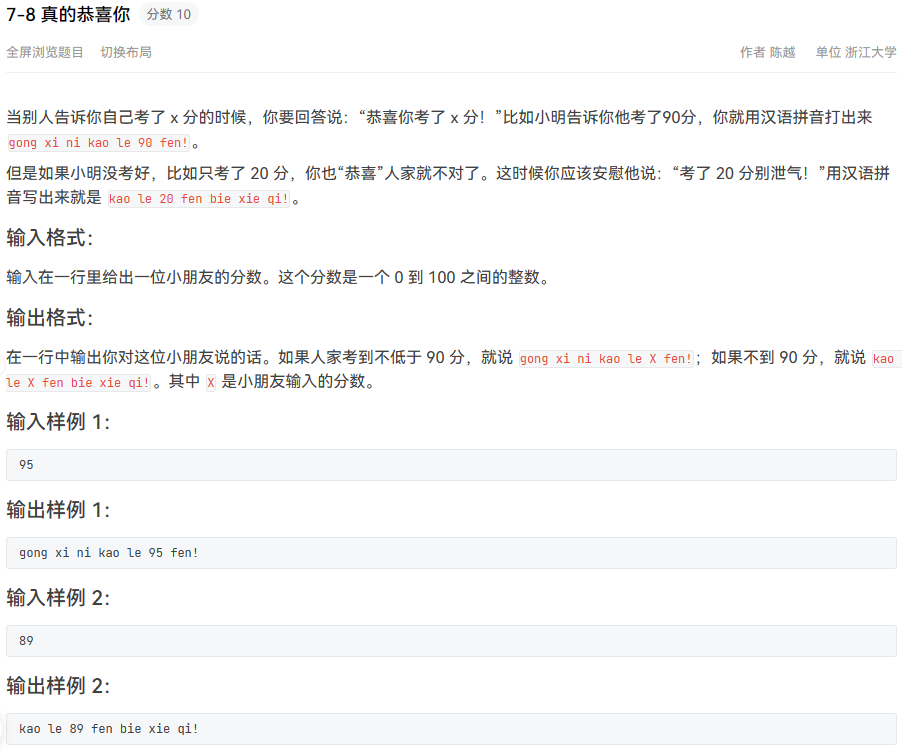 7-8 真的恭喜你 分数 10
全屏浏览题目 切换布局 作者 陈越 单位 浙江大学
当别人告诉你自己考了 x 分的时候，你要回答说：“恭喜你考了 x 分！”比如小明告诉你他考了90分，你就用汉语拼音打出来
gong xi ni kao le 90 fen! 。
但是如果小明没考好，比如只考了 20 分，你也“恭喜”人家就不对了。这时候你应该安慰他说：“考了 20 分别泄气！”用汉语拼
音写出来就是 kao le 20 fen bie xie qi! 。
输入格式：
输入在一行里给出一位小朋友的分数。这个分数是一个 0 到 100 之间的整数。
输出格式：
在一行中输出你对这位小朋友说的话。如果人家考到不低于 90 分，就说 gong xi ni kao le X fen! ；如果不到 90 分，就说 kao
le X fen bie xie qi! 。其中 X 是小朋友输入的分数。
输入样例 1：
95
输出样例 1：
gong xi ni kao le 95 fen!
输入样例 2：
89
输出样例 2：
kao le 89 fen bie xie qi!